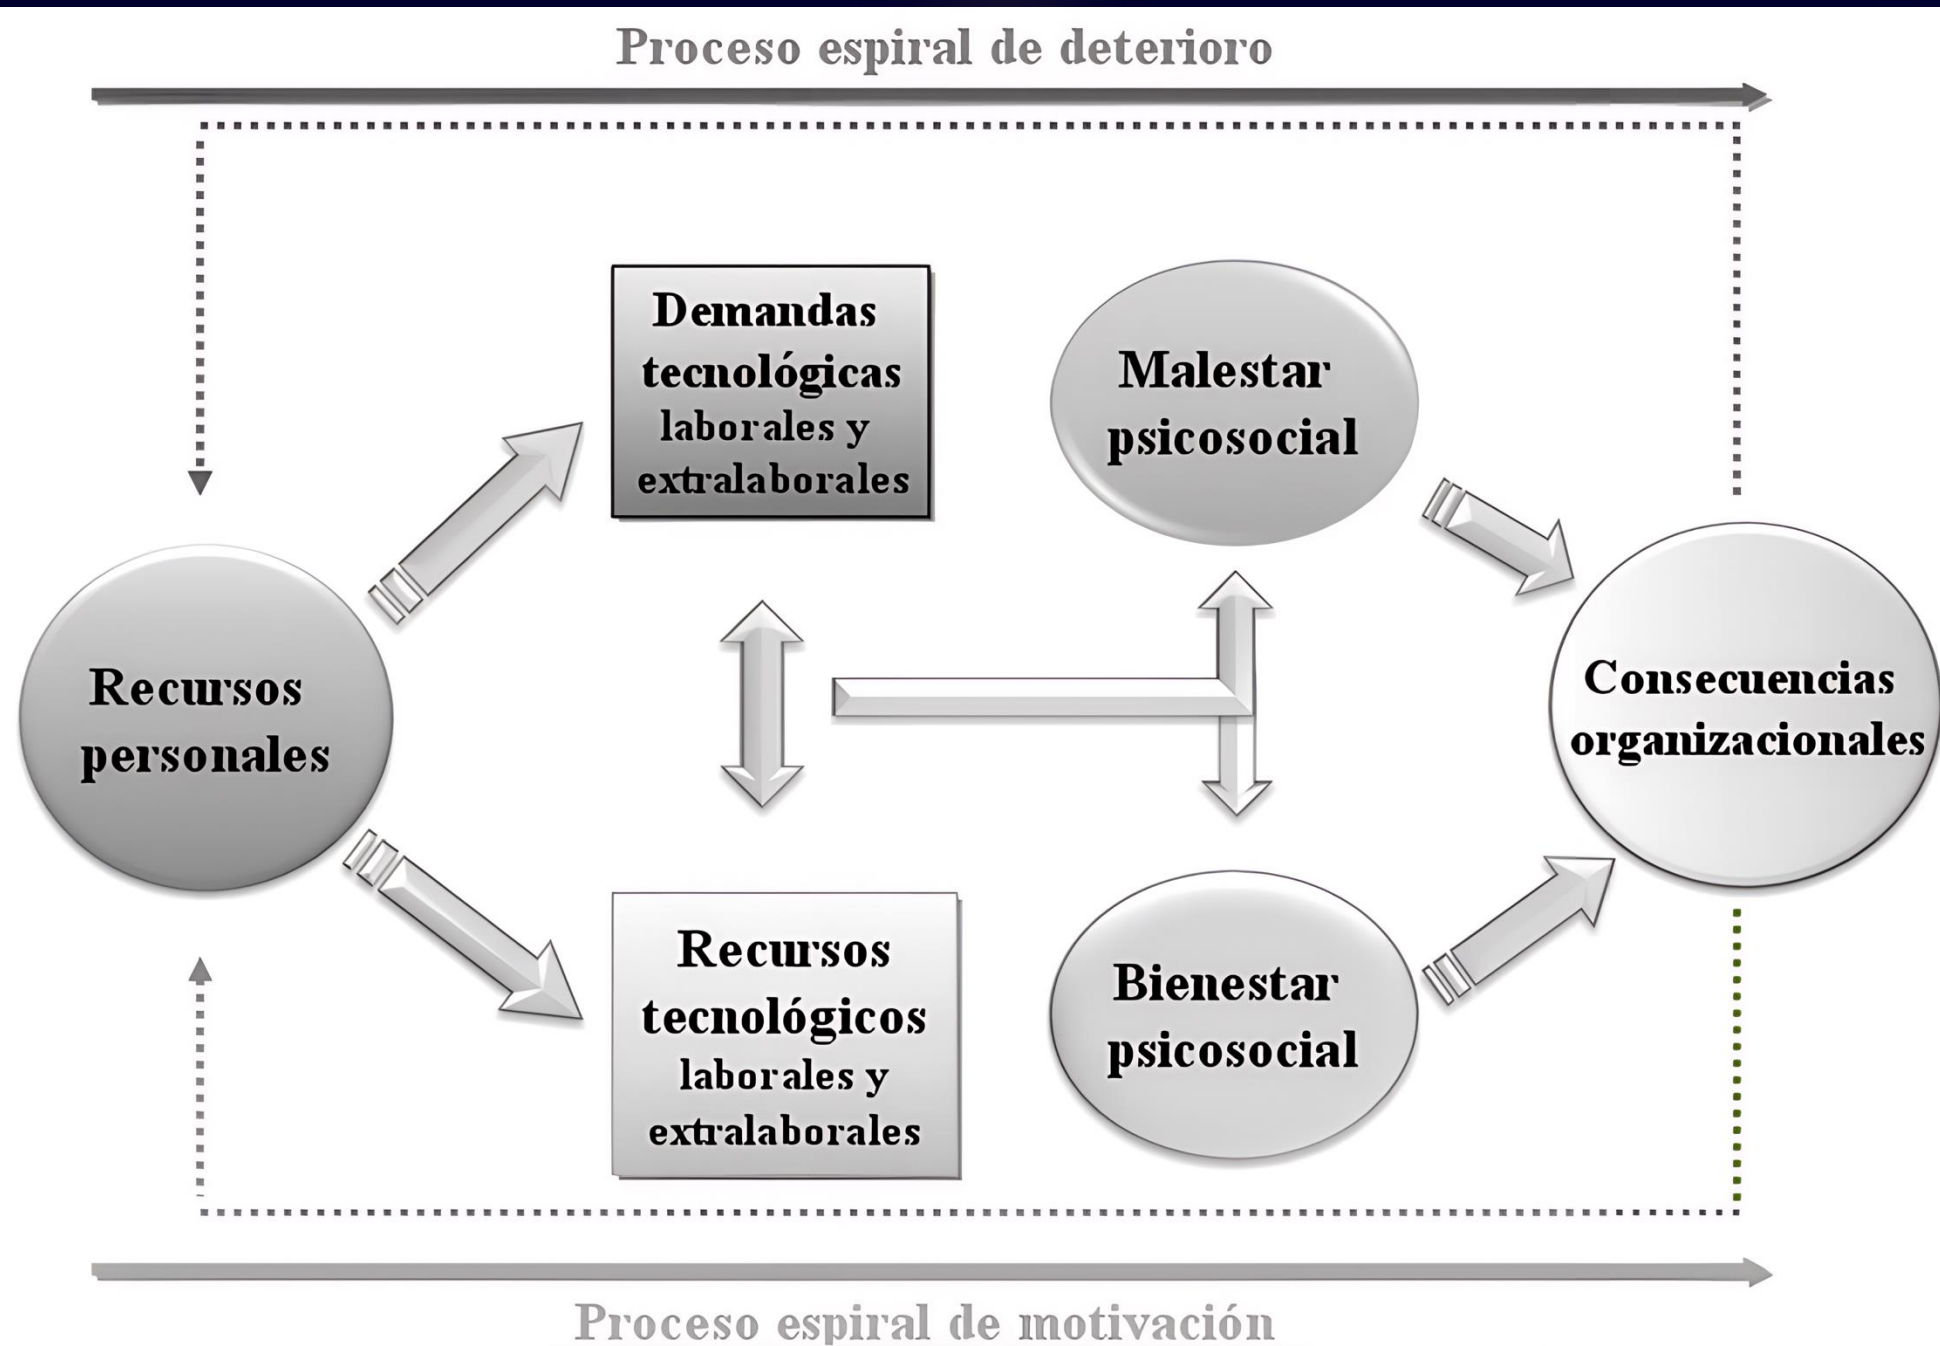 Proceso espiral de deterioro
Demandas
tecnológicas
laborales y
extralaborales
Malestar
psicosocial
Recursos
personales
Consecuencias
organizacionales
Recursos
tecnológicos
laborales y
extralaborales
Bienestar
psicosocial
Proceso espiral de motivación